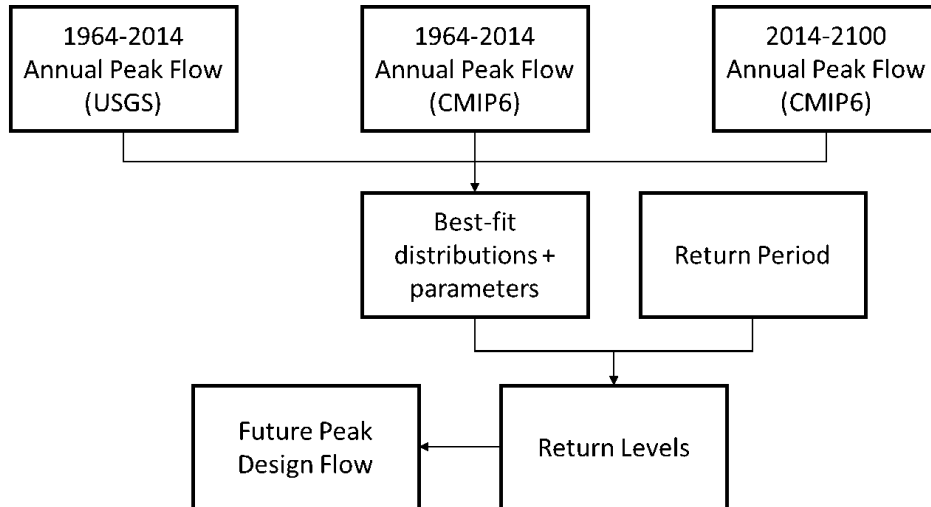 1964-2014
Annual Peak Flow
(USGS)
1964-2014
Annual Peak Flow
(CMIP6)
2014-2100
Annual Peak Flow
(CMIP6)
Best-fit
distributions +
parameters
Return Period
Future Peak
Design Flow
Return Levels